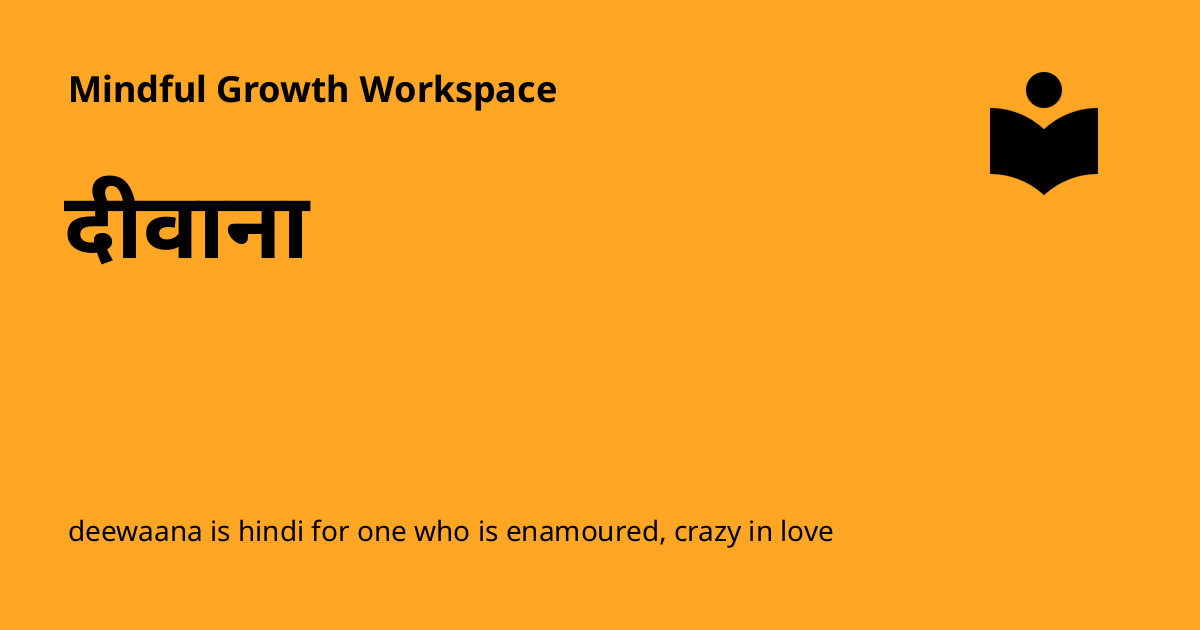 Mindful Growth Workspace
दीवाना
deewaana is hindi for one who is enamoured, crazy in love